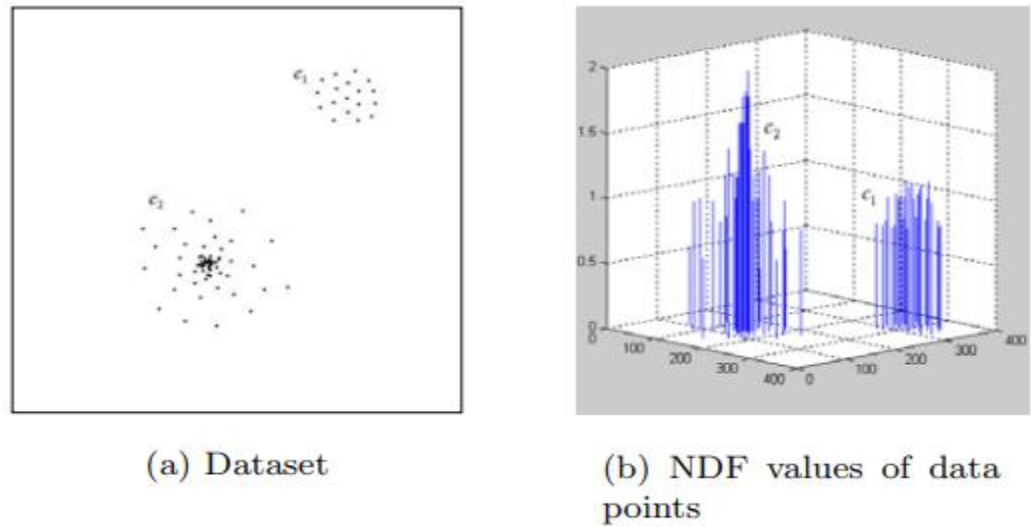 c₁
c₂
(a) Dataset
2
1.5
1
0.5
0
c₂
c₁
0
100
200
300
400
0
100
200
300
400
(b) NDF values of data
points